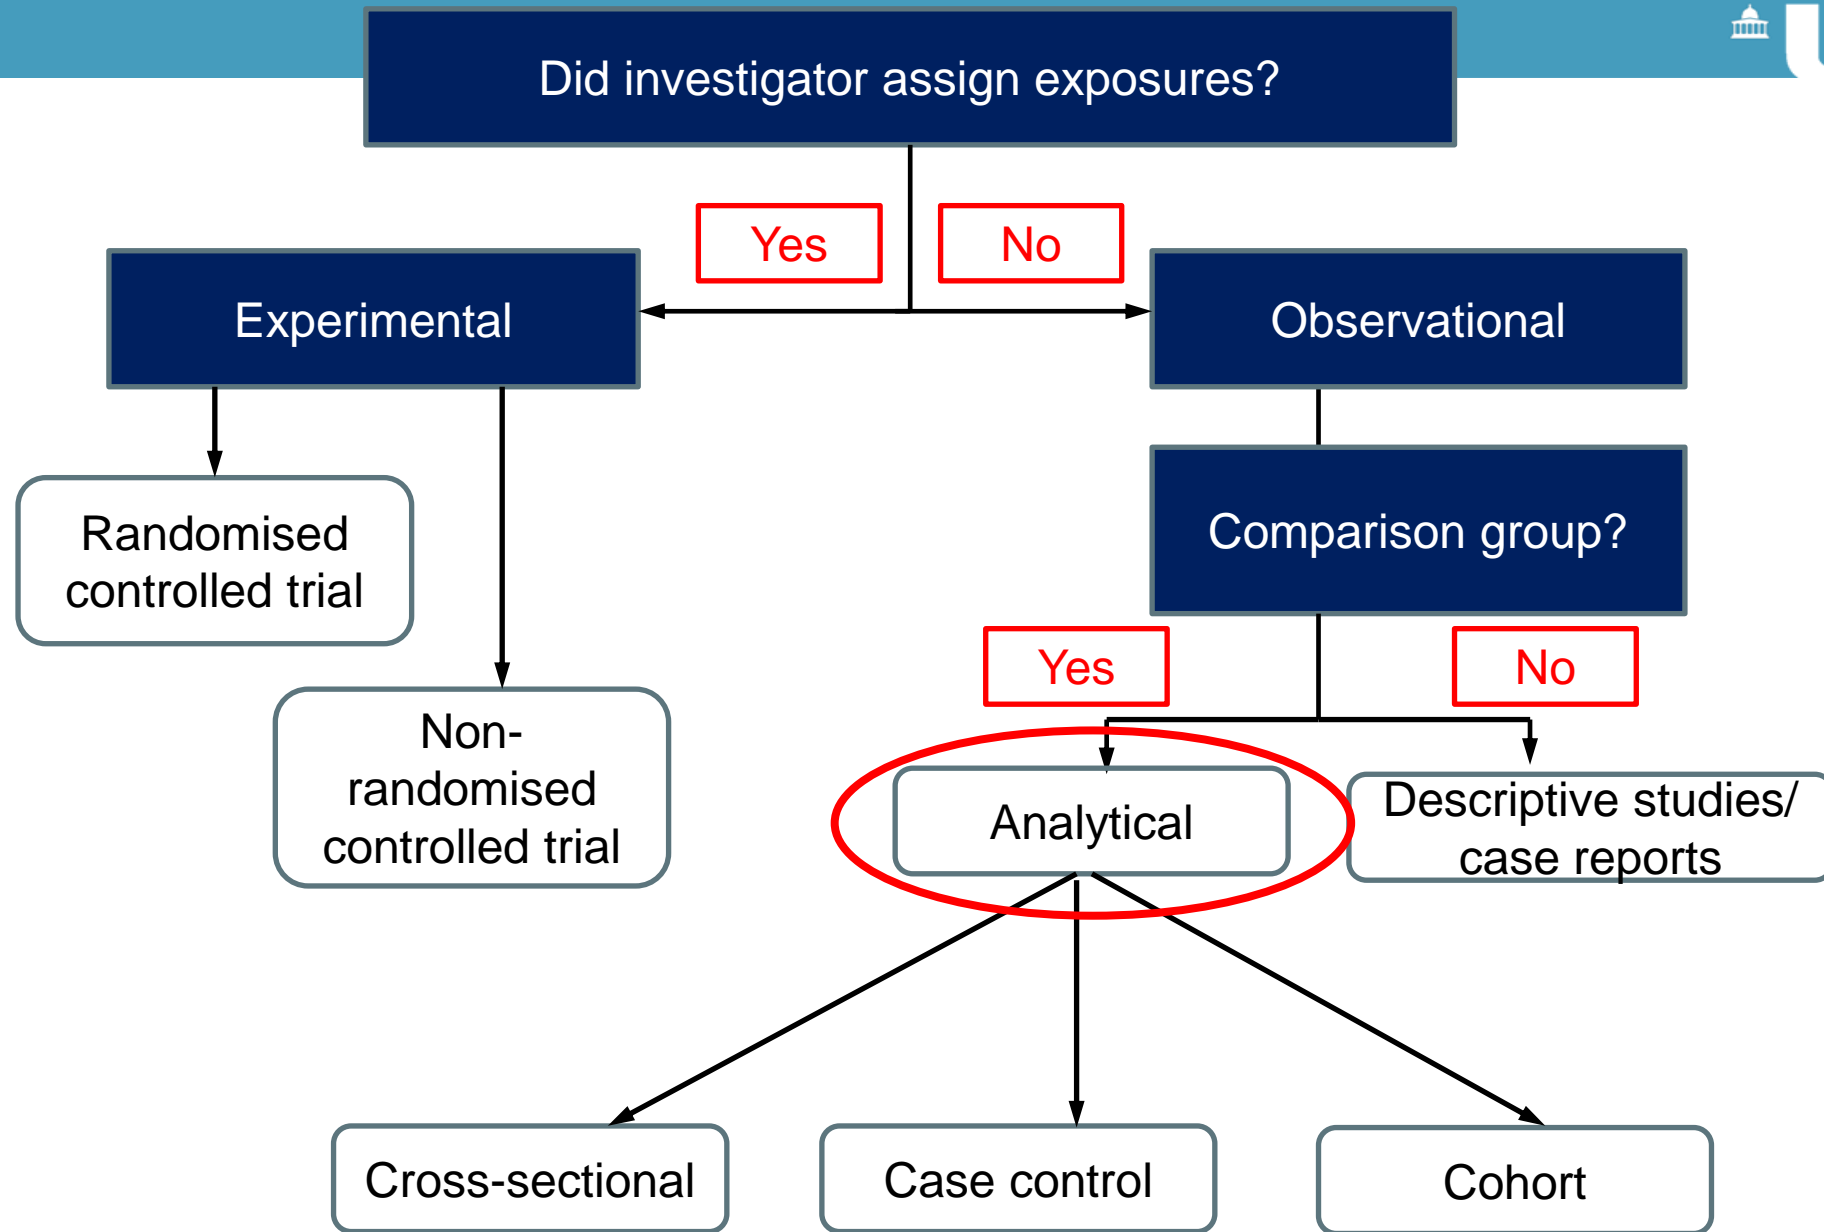 Did investigator assign exposures?
Yes
No
Experimental
Observational
Randomised
controlled trial
Comparison group?
Yes
No
Non-
randomised
controlled trial
Analytical
Descriptive studies/
case reports
Cross-sectional
Case control
Cohort